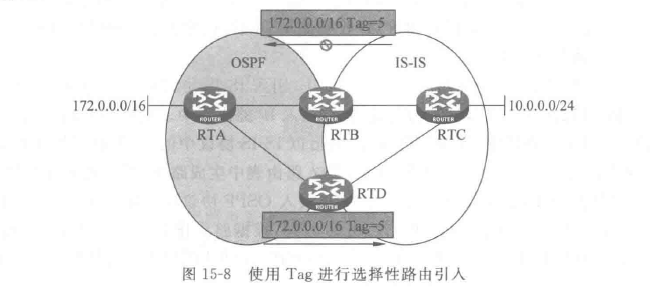 172.0.0.0/16 Tag=5
OSPF
IS-IS
172.0.0.0/16
10.0.0.0/24
ROUTER
ROUTER
ROUTER
RTA
RTB
RTC
RTD
ROUTER
172.0.0.0/16 Tag=5
图 15-8 使用 Tag 进行选择性路由引入